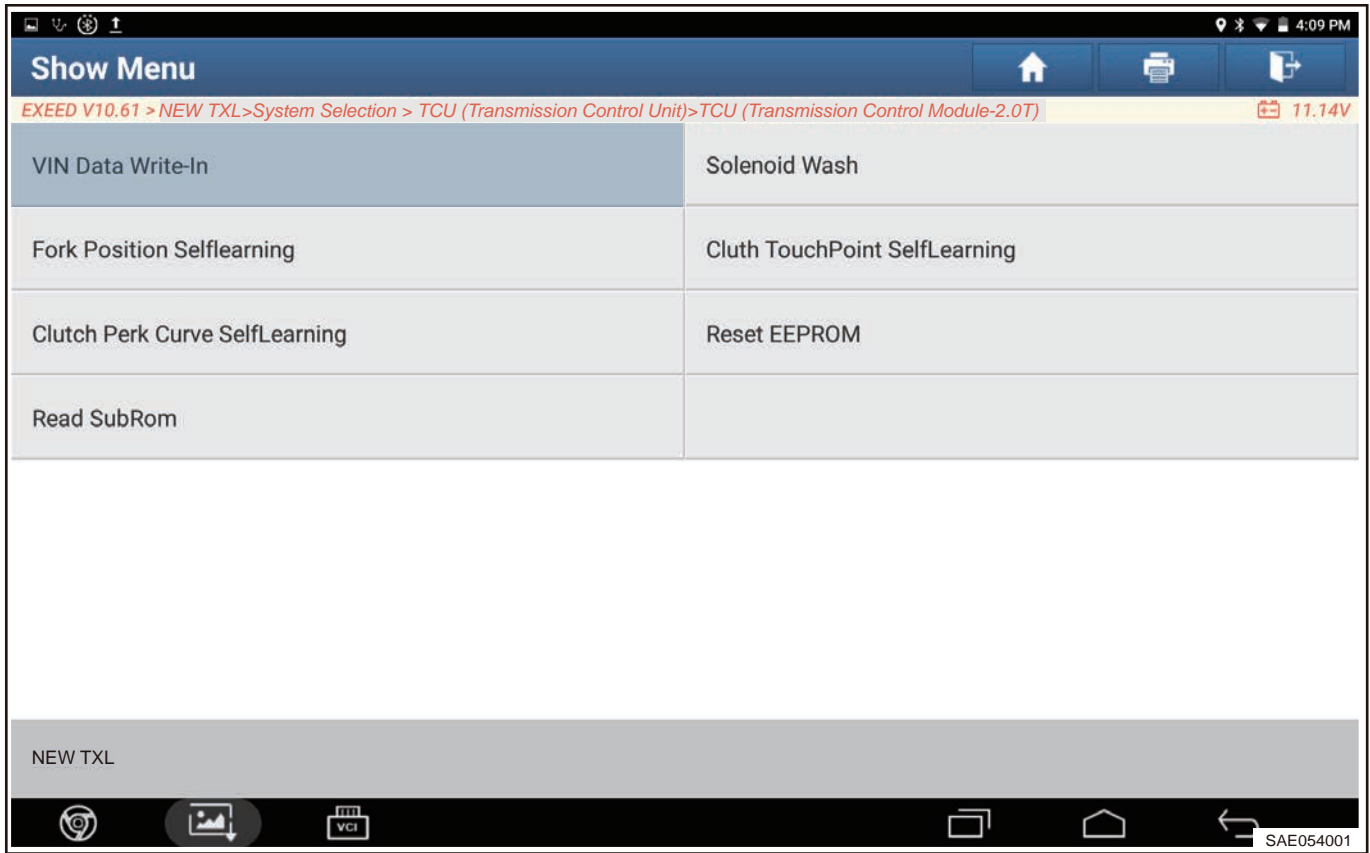 4:09 PM
Show Menu
EXEED V10.61 > NEW TXL>System Selection > TCU (Transmission Control Unit)>TCU (Transmission Control Module-2.0T)
11.14V
VIN Data Write-In
Solenoid Wash
Fork Position Selflearning
Cluth TouchPoint SelfLearning
Clutch Perk Curve SelfLearning
Reset EEPROM
Read SubRom
NEW TXL
VCI
SAE054001